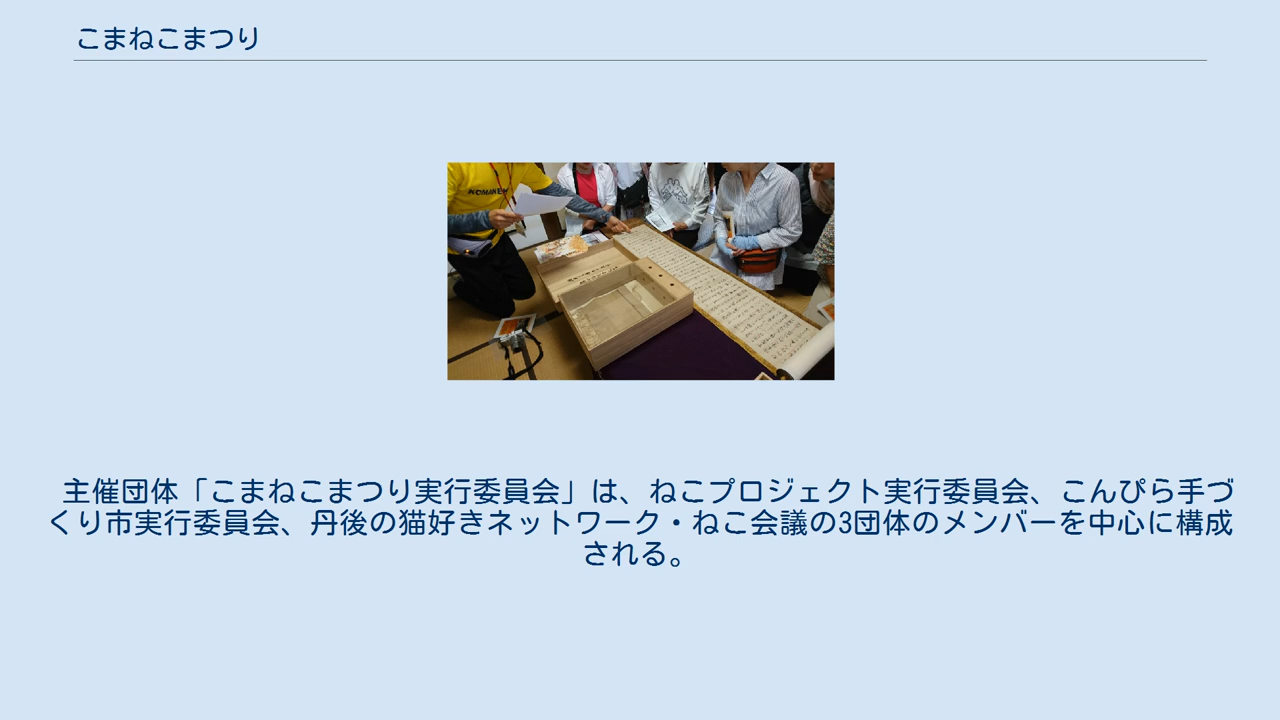 こまねこまつり
主催団体「こまねこまつり実行委員会」は、ねこプロジェクト実行委員会、こんぴら手づ
くり市実行委員会、丹後の猫好きネットワーク・ねこ会議の3団体のメンバーを中心に構成
される。